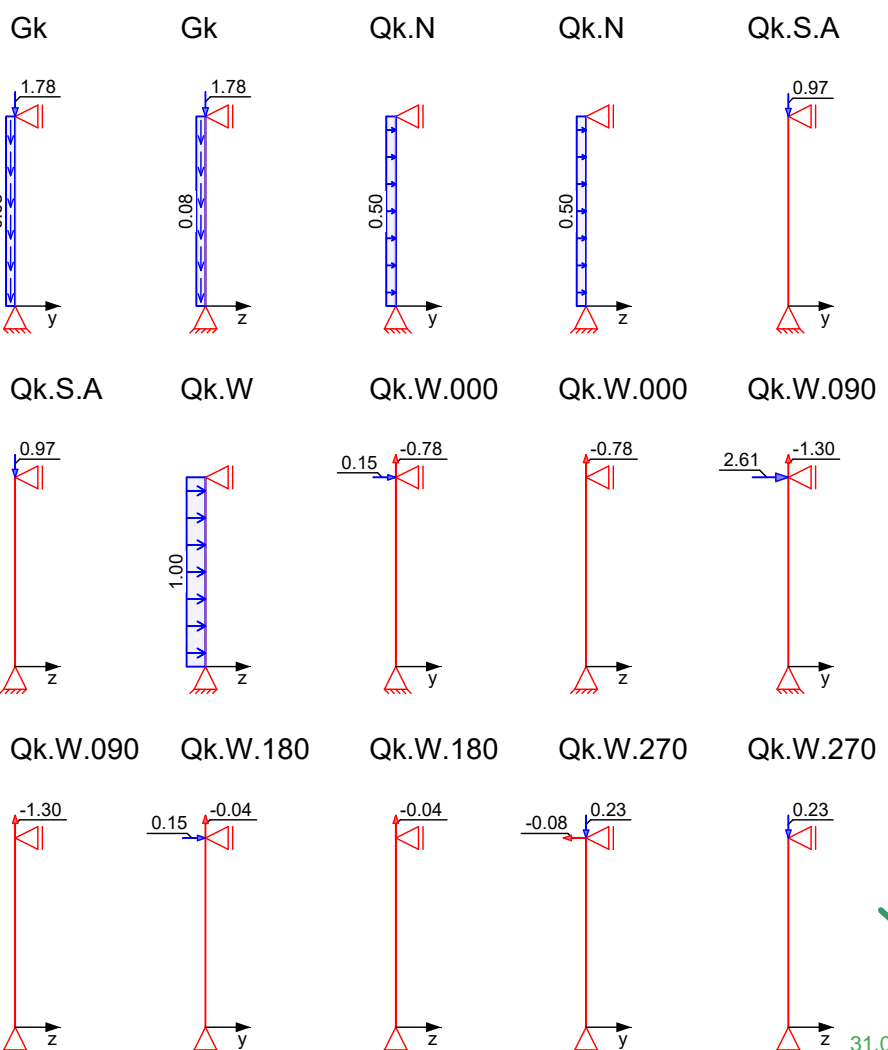 Gk Gk Qk.N Qk.N Qk.S.A
1.78 1.78 0.97
0.08 0.50 0.50
y z y z y
Qk.S.A Qk.W Qk.W.000 Qk.W.000 Qk.W.090
0.97 0.15 -0.78 -0.78 2.61 -1.30
1.00
z z y z y
Qk.W.090 Qk.W.180 Qk.W.180 Qk.W.270 Qk.W.270
-1.30 0.15 -0.04 -0.04 -0.08 0.23 0.23
z y z y z
31.0